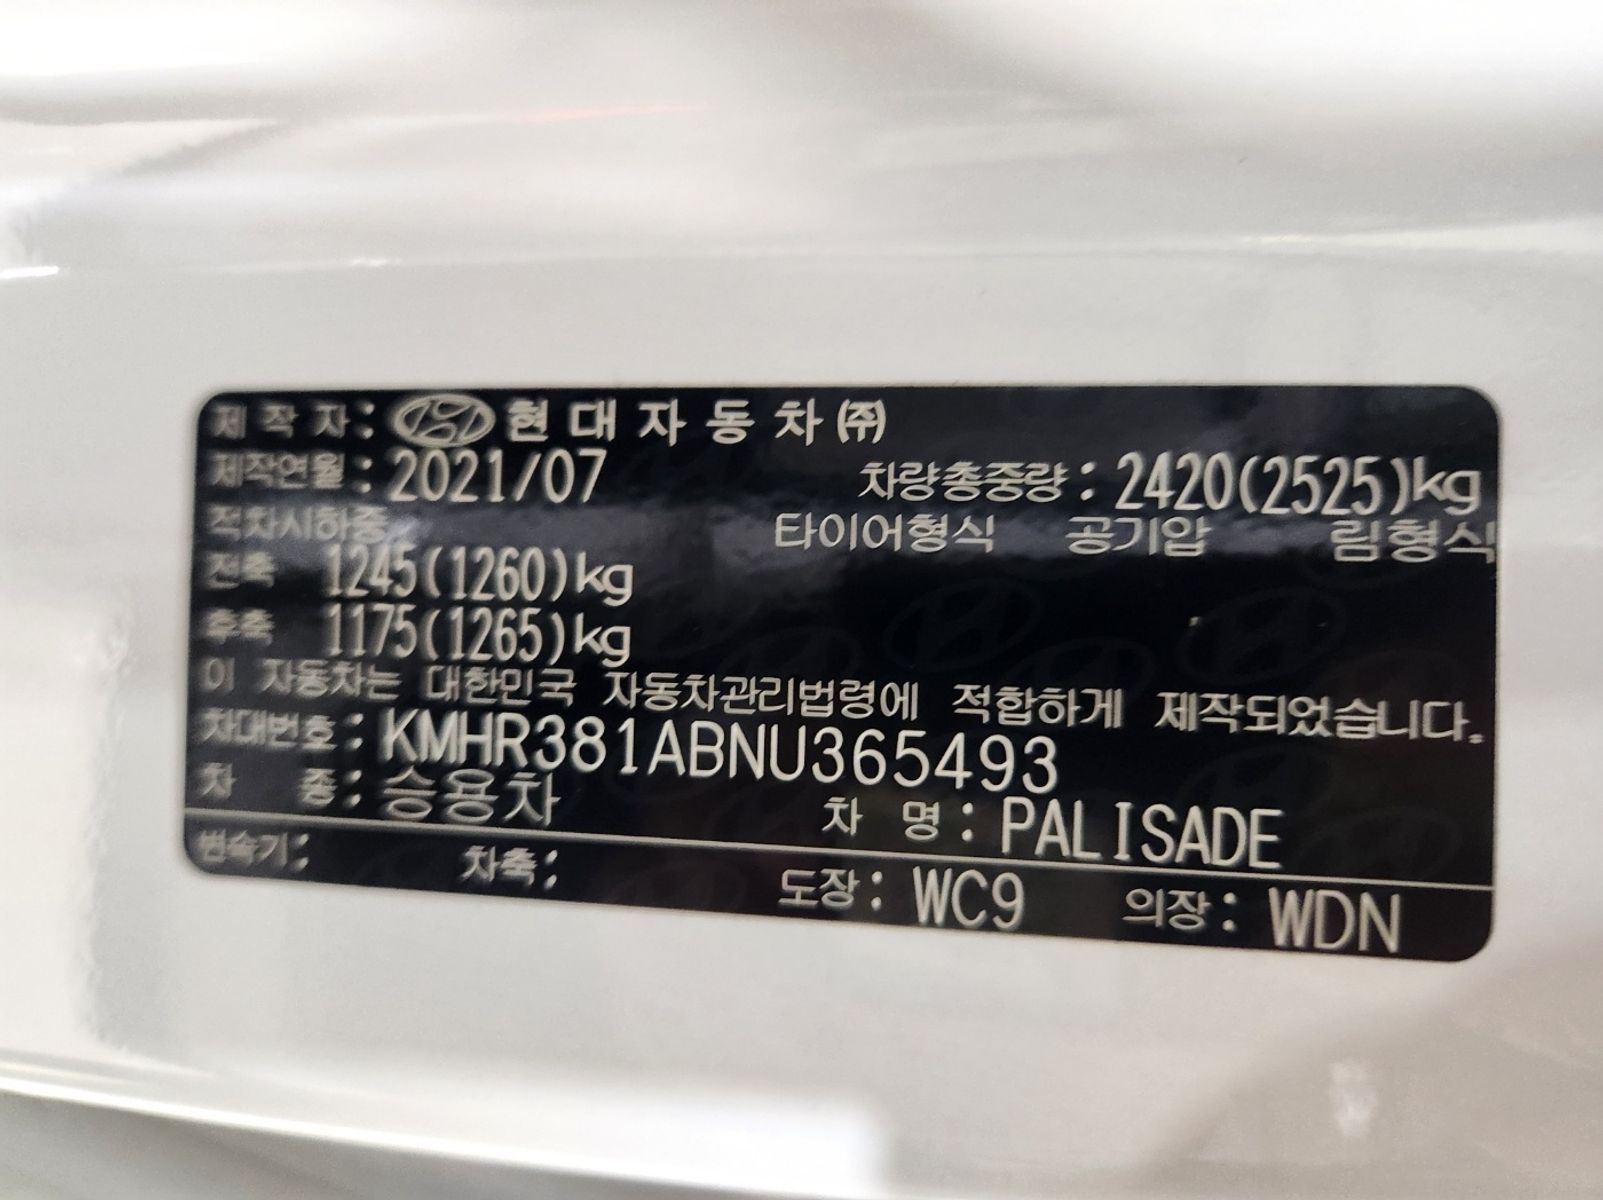 제 작 자 : 현 대 자 동 차 ㈜
제작연월 : 2021/07 차량총중량 : 2420(2525)kg
적차시하중 타이어형식 공기압 림형식
전축 1245(1260)kg
후축 1175(1265)kg
이 자동차는 대한민국 자동차관리법령에 적합하게 제작되었습니다.
차대번호 : KMHR381ABNU365493
차 종 : 승용차 차 명 : PALISADE
변속기 : 차축 : 도장 : WC9 의장 : WDN